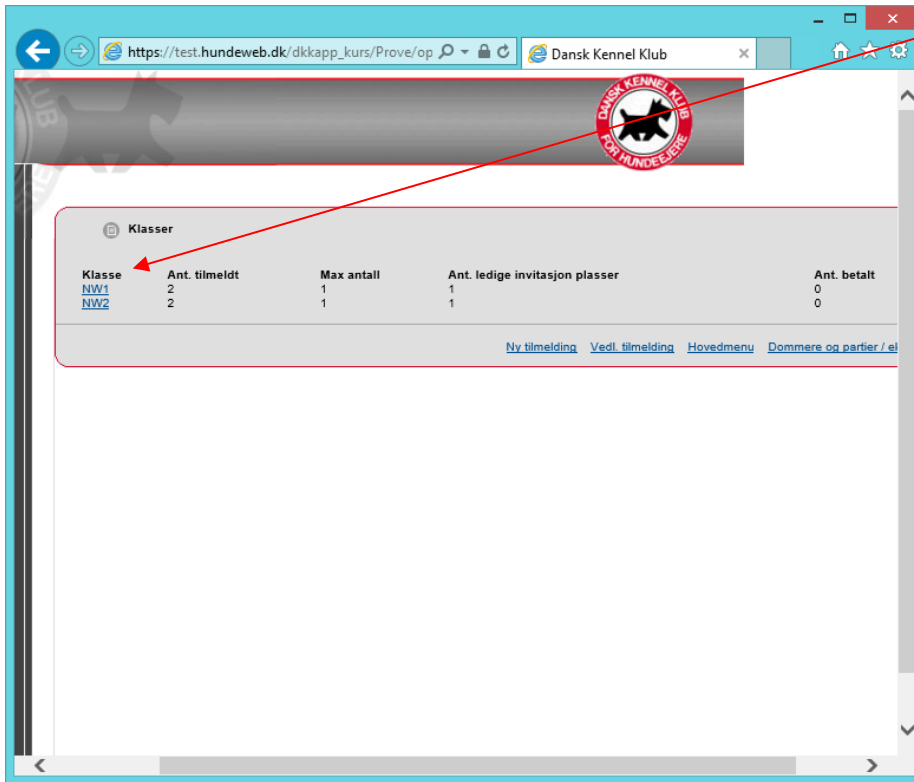 https://test.hundeweb.dk/dkkapp_kurs/Prove/op
Dansk Kennel Klub
DANSK KENNEL KLUB
FOR HUNDEEJERE
Klasser
Klasse Ant. tilmeldt Max antall Ant. ledige invitasjon plasser Ant. betalt
NW1 2 1 1 0
NW2 2 1 1 0
Ny tilmelding Vedl. tilmelding Hovedmenu Dommere og partier /